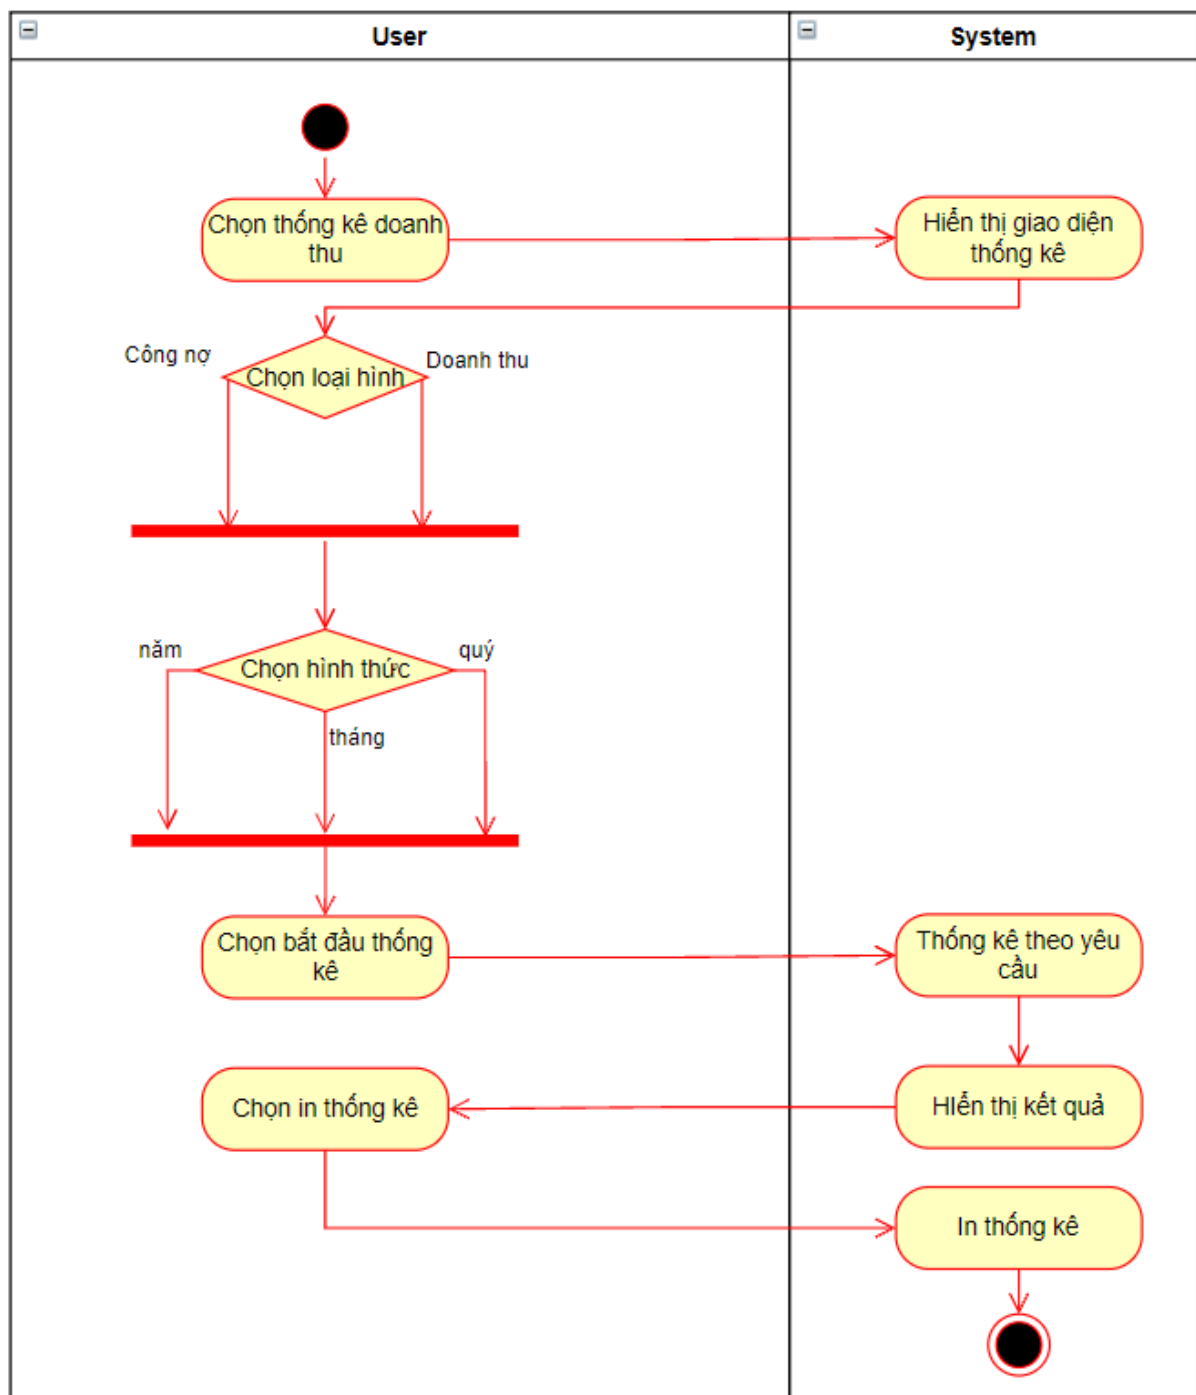 User
System
Chọn thống kê doanh
thu
Hiển thị giao diện
thống kê
Công nợ
Chọn loại hình
Doanh thu
năm
Chọn hình thức
quý
tháng
Chọn bắt đầu thống
kê
Thống kê theo yêu
cầu
Chọn in thống kê
HIển thị kết quả
In thống kê